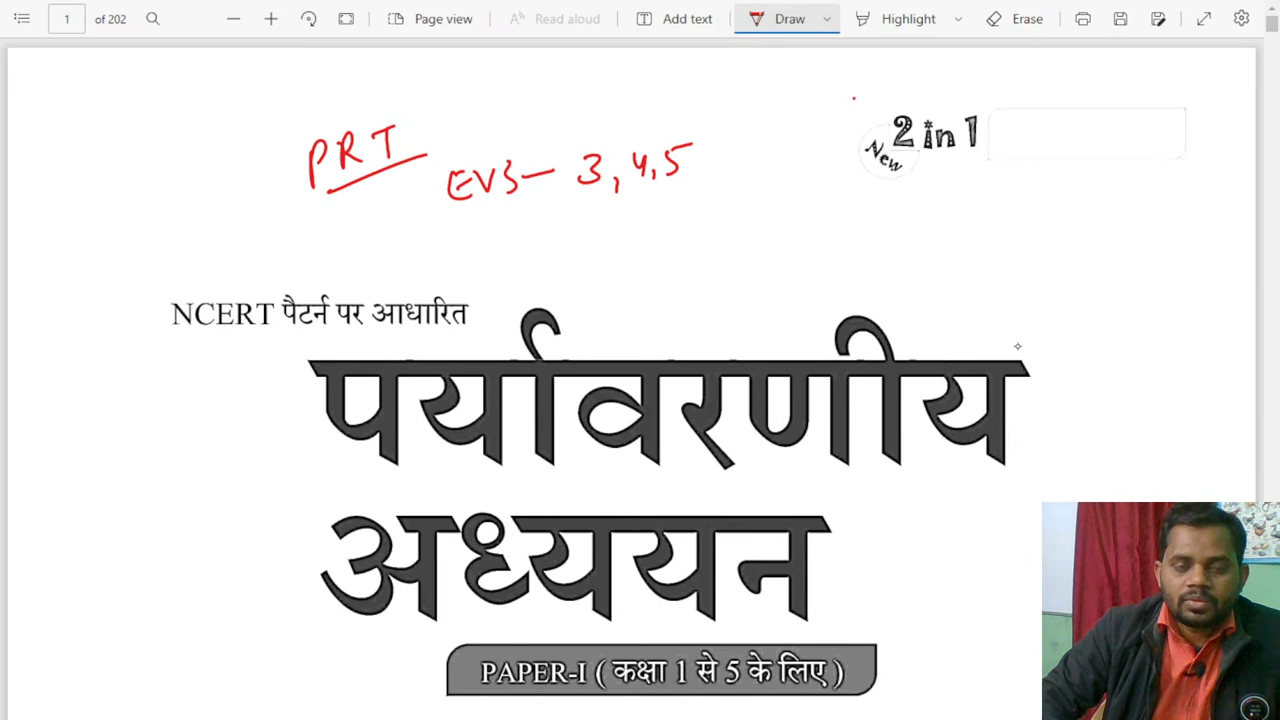 1 of 202 Page view Read aloud Add text Draw Highlight Erase
2 in 1
New
PRT
EVS- 3,4,5
NCERT पैटर्न पर आधारित
पर्यावरणीय
अध्ययन
PAPER-I ( कक्षा 1 से 5 के लिए )